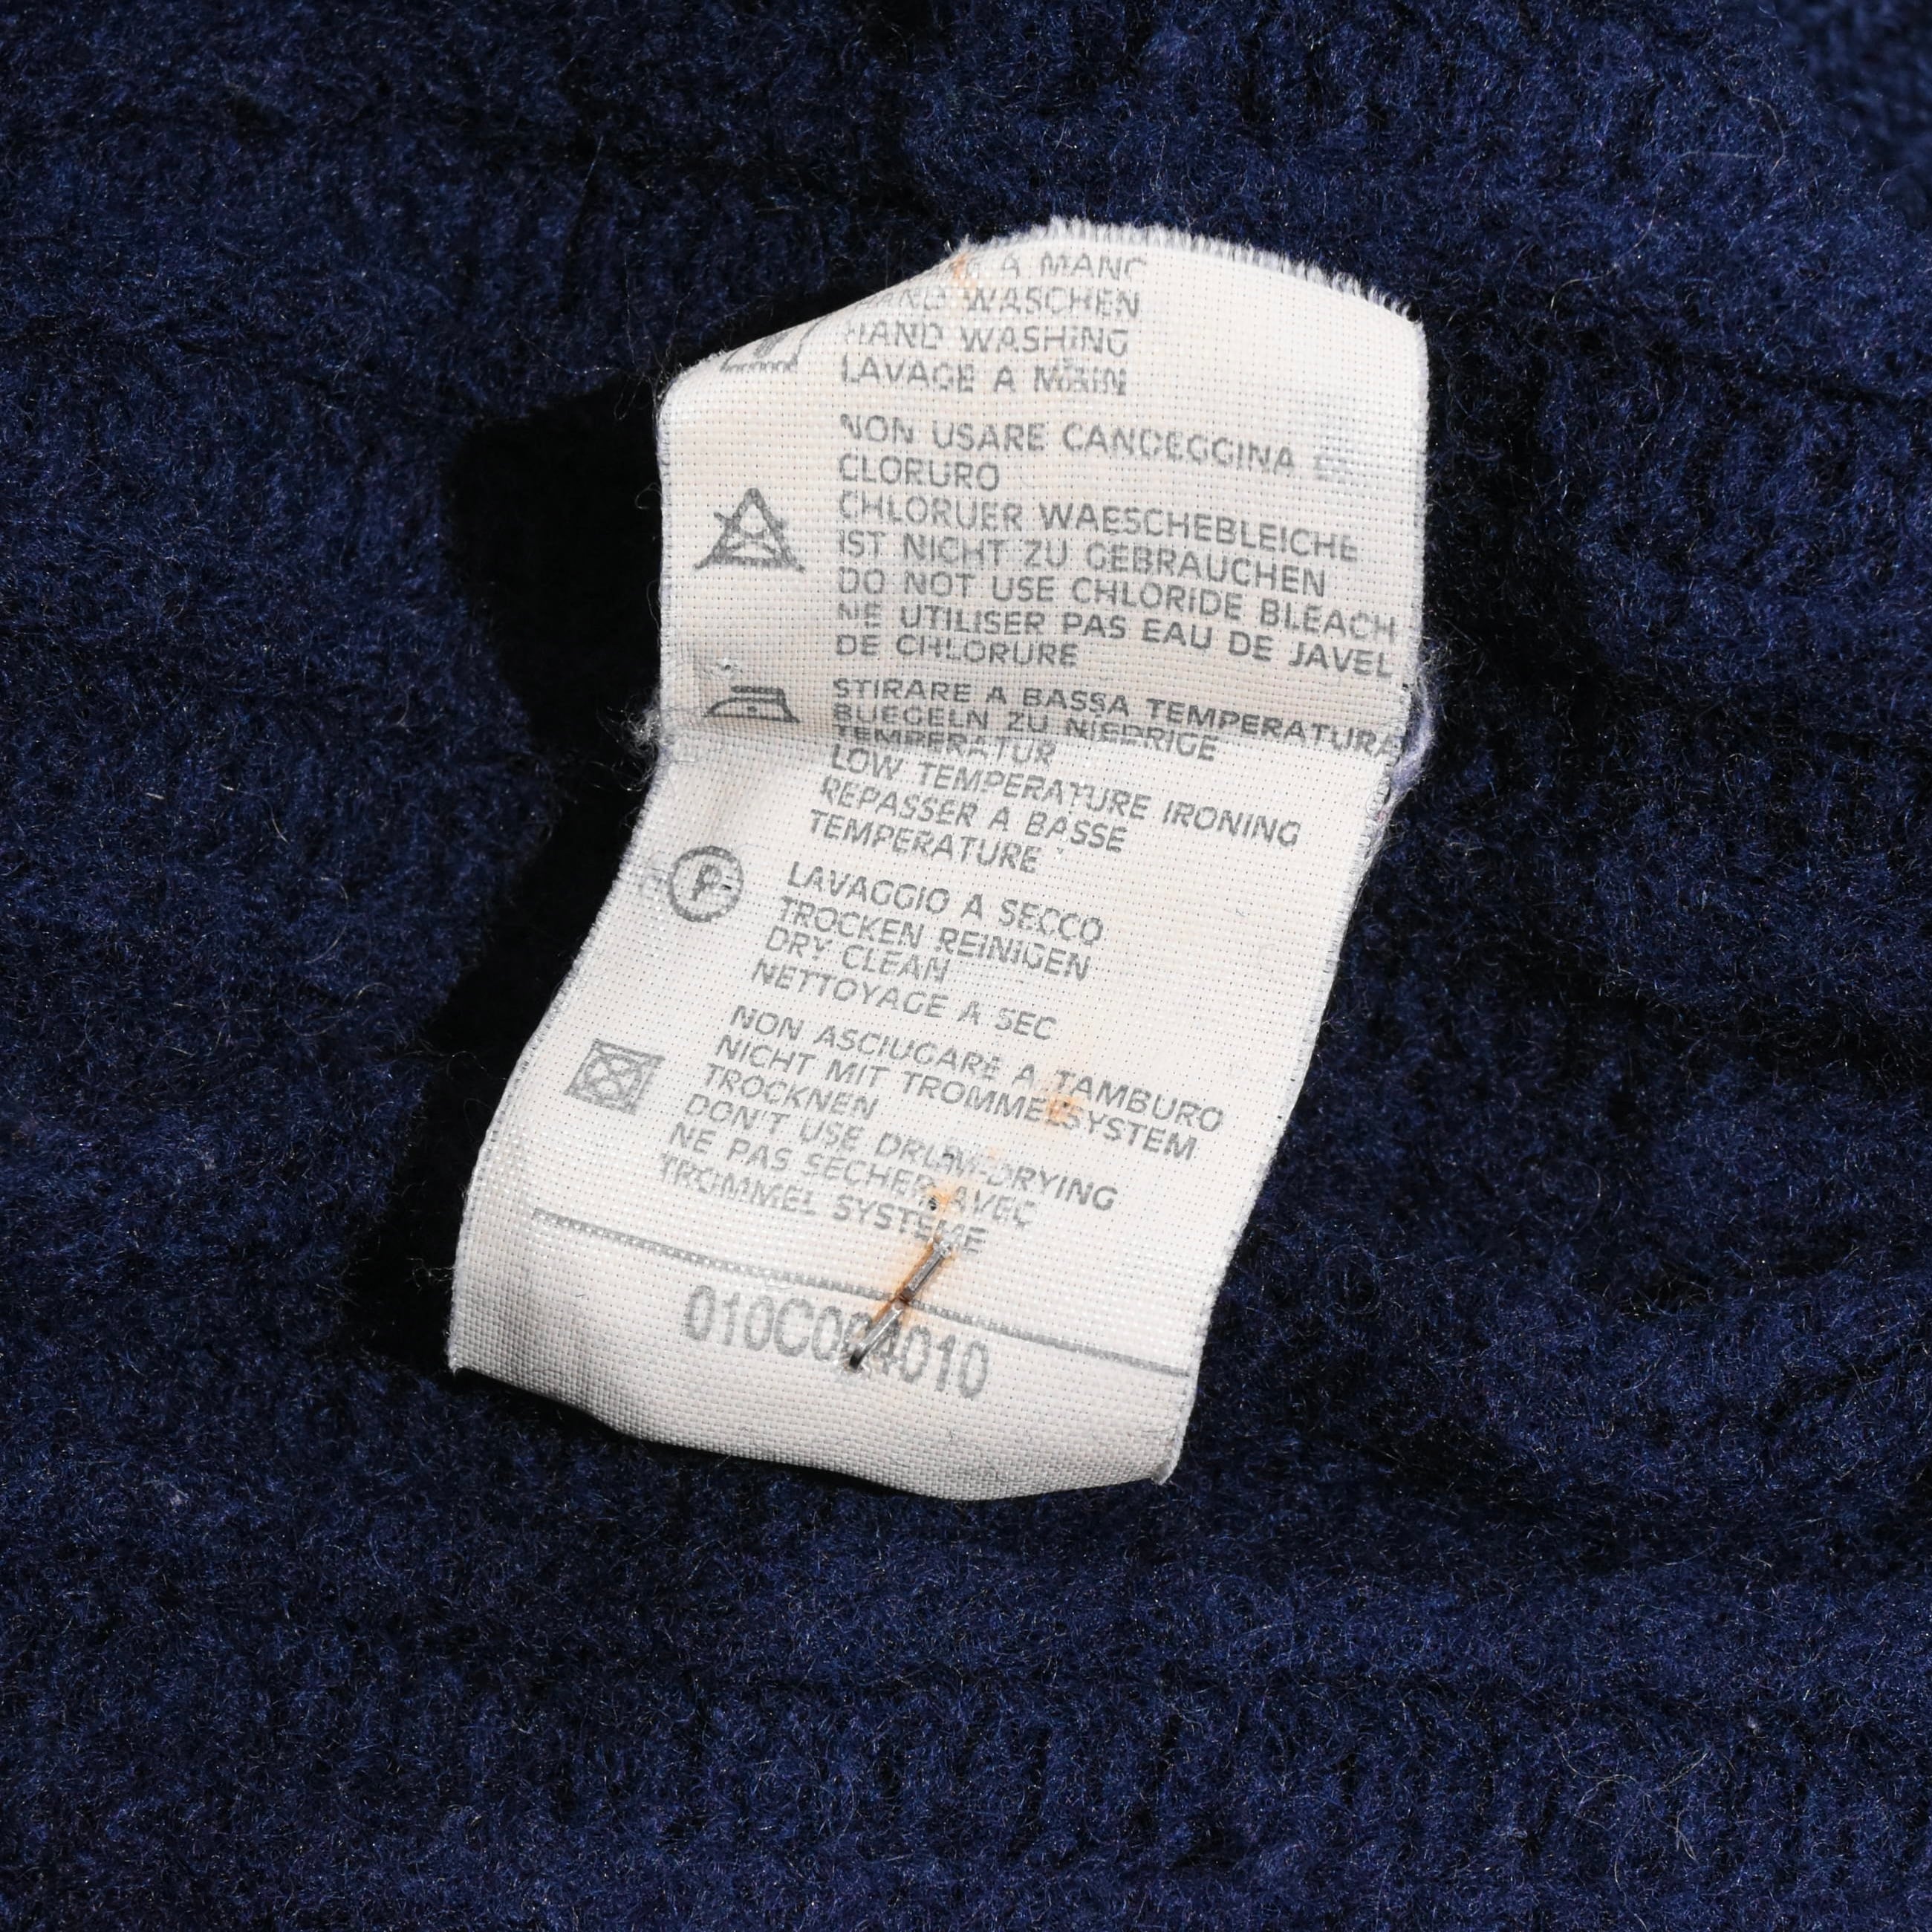 A MANO
HAND WASCHEN
HAND WASHING
LAVAGE A MAIN
NON USARE CANDEGGINA
CLORURO
CHLORUER WAESCHEBLEICHE
IST NICHT ZU GEBRAUCHEN
DO NOT USE CHLORIDE BLEACH
NE UTILISER PAS EAU DE JAVEL
DE CHLORURE
STIRARE A BASSA TEMPERATURA
BUEGELN ZU NIEDRIGE
TEMPERATUR
LOW TEMPERATURE IRONING
REPASSER A BASSE
TEMPERATURE
P
LAVAGGIO A SECCO
TROCKEN REINIGEN
DRY CLEAN
NETTOYAGE A SEC
NON ASCIUGARE A TAMBURO
NICHT MIT TROMMELSYSTEM
TROCKNEN
DON'T USE DRUM-DRYING
NE PAS SECHER AVEC
TROMMEL SYSTEME